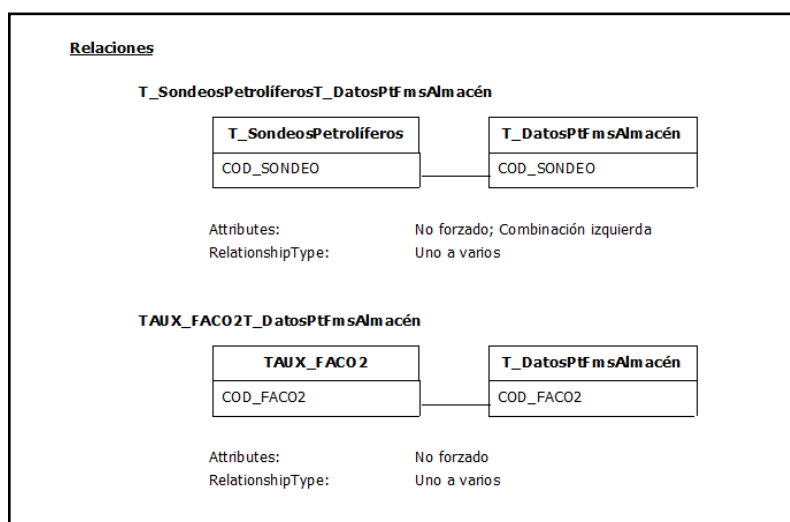 Relaciones
T_SondeosPetrolíferosT_DatosPtFmsAlmacén
T_SondeosPetrolíferos T_DatosPtFmsAlmacén
COD_SONDEO COD_SONDEO
Attributes: No forzado; Combinación izquierda
RelationshipType: Uno a varios
TAUX_FACO2T_DatosPtFmsAlmacén
TAUX_FACO2 T_DatosPtFmsAlmacén
COD_FACO2 COD_FACO2
Attributes: No forzado
RelationshipType: Uno a varios